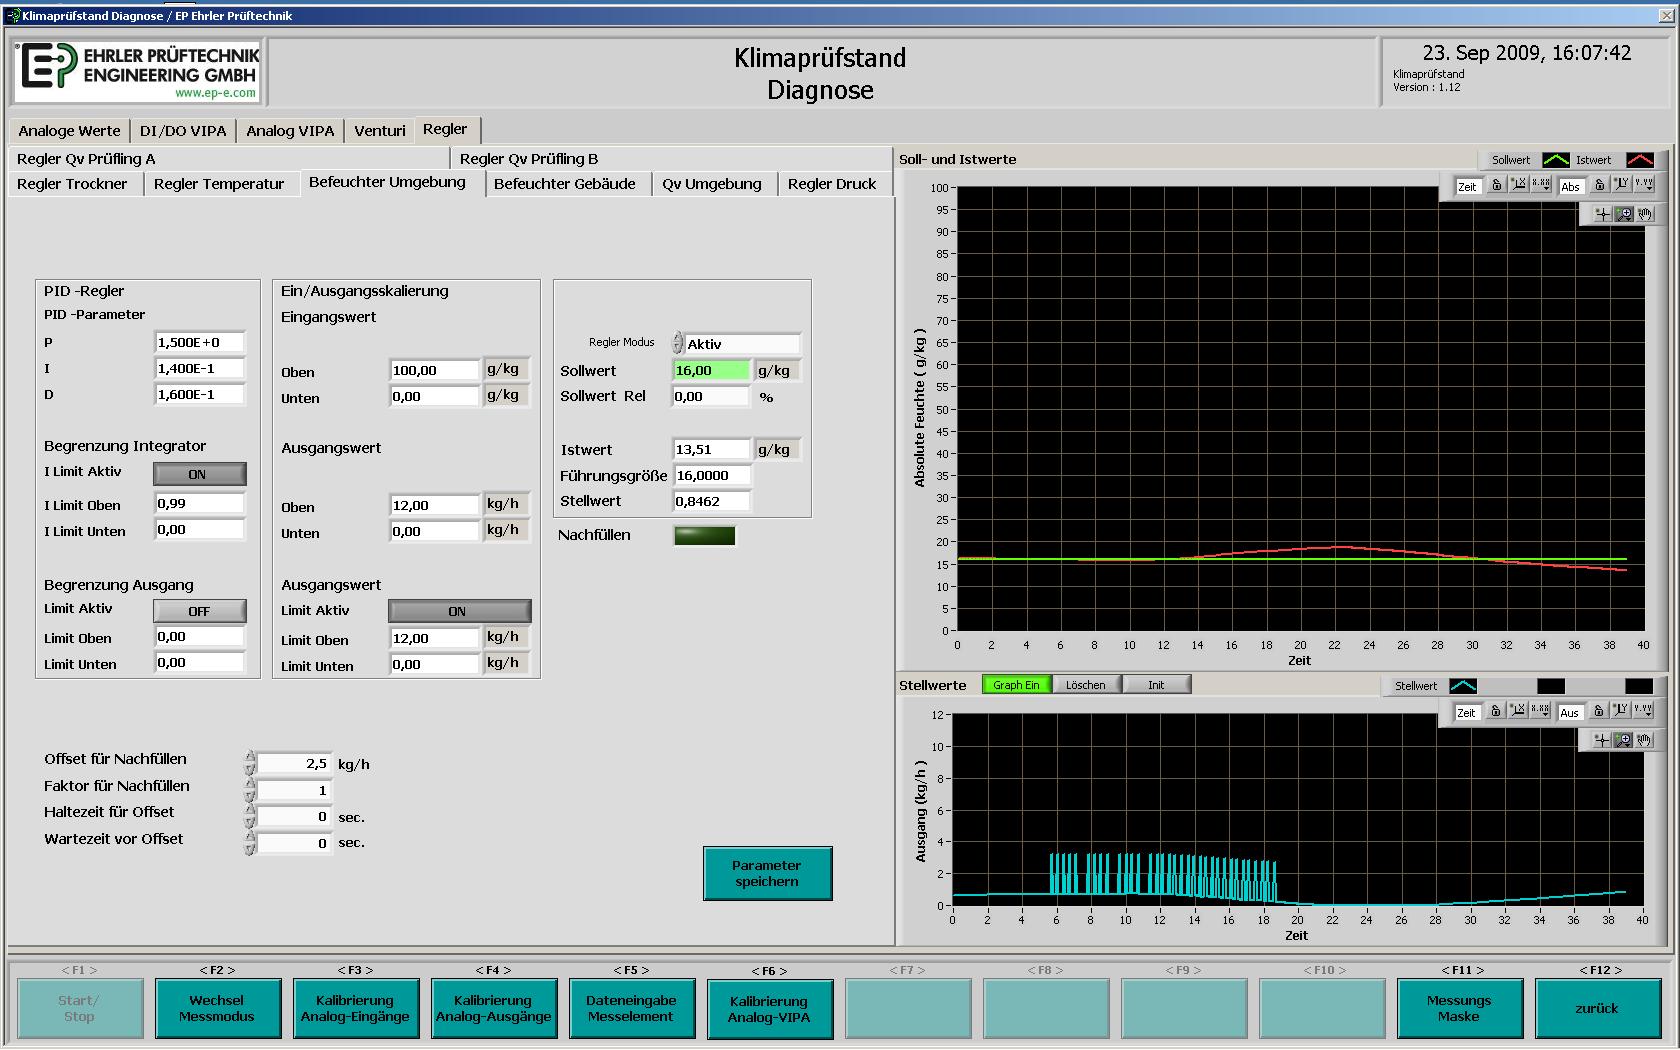 Klimaprüfstand Diagnose / EP Ehrler Prüftechnik
EP EHRLER PRÜFTECHNIK
ENGINEERING GMBH
www.ep-e.com
Klimaprüfstand
Diagnose
23. Sep 2009, 16:07:42
Klimaprüfstand
Version : 1.12
Analoge Werte DI/DO VIPA Analog VIPA Venturi Regler
Regler Qv Prüfling A Regler Qv Prüfling B
Regler Trockner Regler Temperatur Befeuchter Umgebung Befeuchter Gebäude Qv Umgebung Regler Druck
PID -Regler
PID -Parameter
P 1,500E+0
I 1,400E-1
D 1,600E-1
Begrenzung Integrator
I Limit Aktiv ON
I Limit Oben 0,99
I Limit Unten 0,00
Begrenzung Ausgang
Limit Aktiv OFF
Limit Oben 0,00
Limit Unten 0,00
Ein/Ausgangsskalierung
Eingangswert
Oben 100,00 g/kg
Unten 0,00 g/kg
Ausgangswert
Oben 12,00 kg/h
Unten 0,00 kg/h
Ausgangswert
Limit Aktiv ON
Limit Oben 12,00 kg/h
Limit Unten 0,00 kg/h
Regler Modus Aktiv
Sollwert 16,00 g/kg
Sollwert Rel 0,00 %
Istwert 13,51 g/kg
Führungsgröße 16,0000
Stellwert 0,8462
Nachfüllen
Offset für Nachfüllen 2,5 kg/h
Faktor für Nachfüllen 1
Haltezeit für Offset 0 sec.
Wartezeit vor Offset 0 sec.
Parameter
speichern
Soll- und Istwerte Sollwert Istwert
Zeit X X.XX Abs Y Y.YY
Absolute Feuchte ( g/kg )
100
95
90
85
80
75
70
65
60
55
50
45
40
35
30
25
20
15
10
5
0
0 2 4 6 8 10 12 14 16 18 20 22 24 26 28 30 32 34 36 38 40
Zeit
Stellwerte Graph Ein Löschen Init Stellwert
Zeit X X.XX Aus Y Y.YY
Ausgang (kg/h )
12
10
8
6
4
2
0
0 2 4 6 8 10 12 14 16 18 20 22 24 26 28 30 32 34 36 38 40
Zeit
< F1 > < F2 > < F3 > < F4 > < F5 > < F6 > < F7 > < F8 > < F9 > < F10 > < F11 > < F12 >
Start/
Stop
Wechsel
Messmodus
Kalibrierung
Analog-Eingänge
Kalibrierung
Analog-Ausgänge
Dateneingabe
Messelement
Kalibrierung
Analog-VIPA
Messungs
Maske
zurück